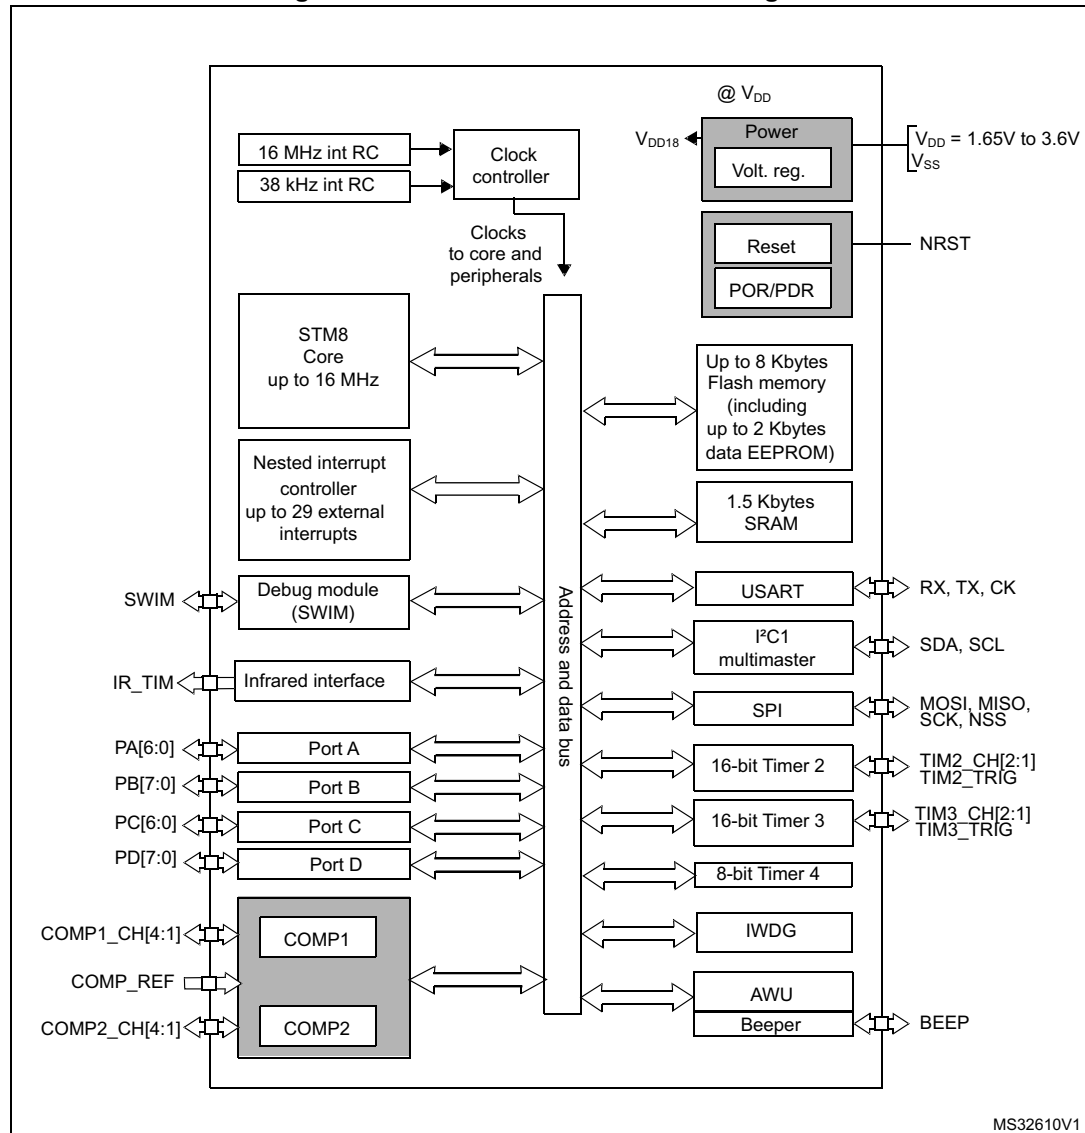 @ VDD
VDD18
Power
Volt. reg.
VDD = 1.65V to 3.6V
VSS
16 MHz int RC
38 kHz int RC
Clock
controller
Clocks
to core and
peripherals
Reset
POR/PDR
NRST
STM8
Core
up to 16 MHz
Nested interrupt
controller
up to 29 external
interrupts
SWIM
Debug module
(SWIM)
IR_TIM
Infrared interface
PA[6:0]
Port A
PB[7:0]
Port B
PC[6:0]
Port C
PD[7:0]
Port D
COMP1_CH[4:1]
COMP1
COMP_REF
COMP2_CH[4:1]
COMP2
Address and data bus
Up to 8 Kbytes
Flash memory
(including
up to 2 Kbytes
data EEPROM)
1.5 Kbytes
SRAM
USART
RX, TX, CK
I²C1
multimaster
SDA, SCL
SPI
MOSI, MISO,
SCK, NSS
16-bit Timer 2
TIM2_CH[2:1]
TIM2_TRIG
16-bit Timer 3
TIM3_CH[2:1]
TIM3_TRIG
8-bit Timer 4
IWDG
AWU
Beeper
BEEP
MS32610V1